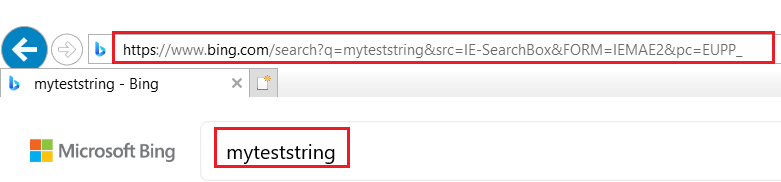 https://www.bing.com/search?q=myteststring&src=IE-SearchBox&FORM=IEMAE2&pc=EUPP_
myteststring - Bing
Microsoft Bing
myteststring